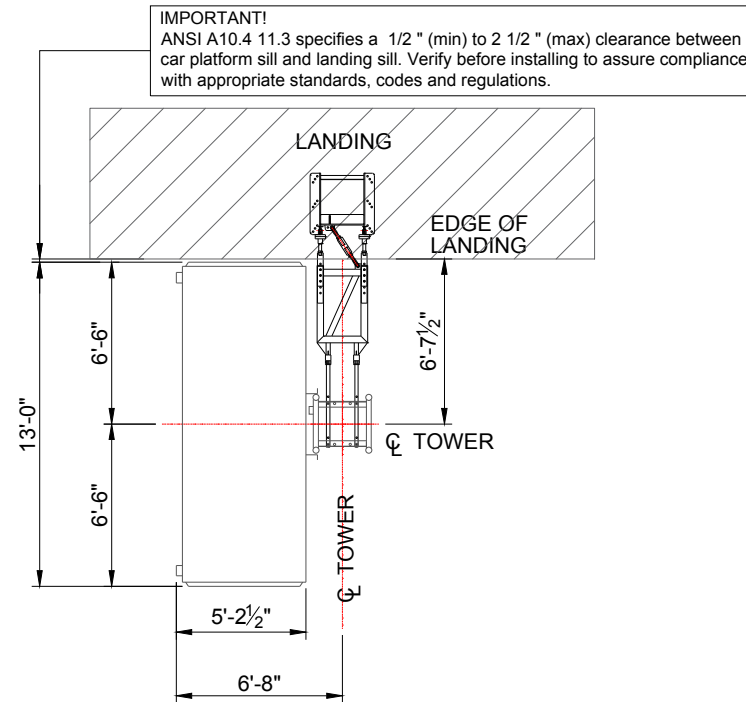 IMPORTANT!
ANSI A10.4 11.3 specifies a 1/2 " (min) to 2 1/2 " (max) clearance between
car platform sill and landing sill. Verify before installing to assure compliance
with appropriate standards, codes and regulations.
LANDING
EDGE OF
LANDING
6'-6"
6'-7½"
13'-0"
℄ TOWER
6'-6"
℄ TOWER
5'-2½"
6'-8"